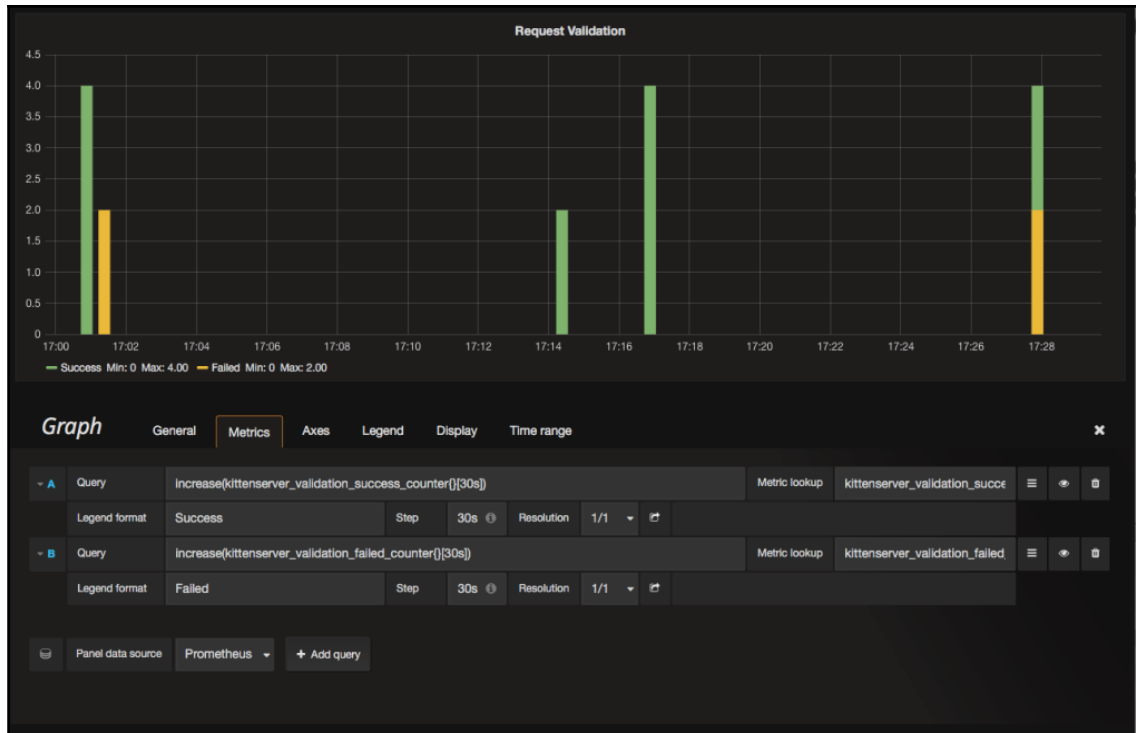 Request Validation
4.5
4.0
3.5
3.0
2.5
2.0
1.5
1.0
0.5
0
17:00 17:02 17:04 17:06 17:08 17:10 17:12 17:14 17:16 17:18 17:20 17:22 17:24 17:26 17:28
Success Min: 0 Max: 4.00 Failed Min: 0 Max: 2.00
Graph General Metrics Axes Legend Display Time range
A Query increase(kittenserver_validation_success_counter{}[30s]) Metric lookup kittenserver_validation_succe
Legend format Success Step 30s Resolution 1/1
B Query increase(kittenserver_validation_failed_counter{}[30s]) Metric lookup kittenserver_validation_failed_
Legend format Failed Step 30s Resolution 1/1
Panel data source Prometheus + Add query